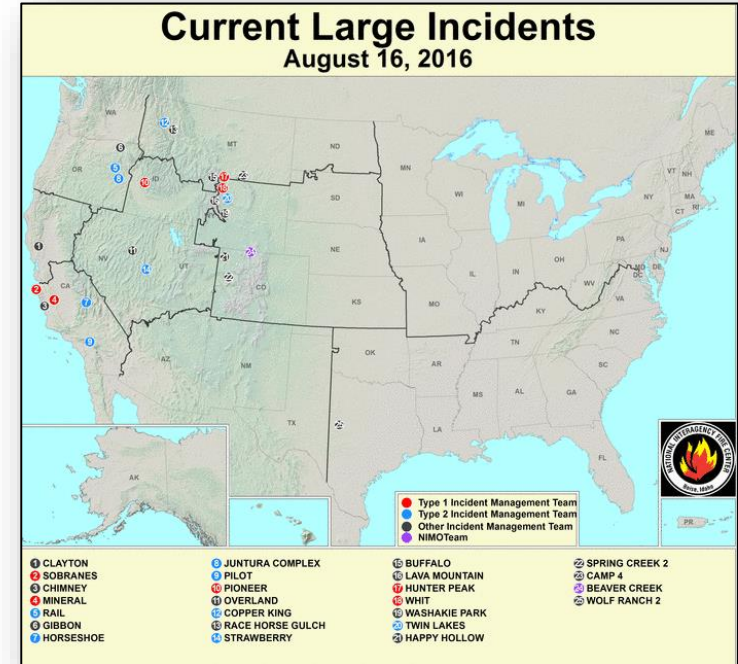 Current Large Incidents
August 16, 2016
WA
MT
ND
MN
ME
OR
ID
SD
WI
MI
VT
NH
NY
MA
CT
RI
NV
UT
NE
IA
IL
IN
OH
PA
NJ
MD
DE
DC
CA
CO
KS
MO
KY
WV
VA
AZ
NM
OK
AR
TN
NC
SC
TX
LA
MS
AL
GA
FL
AK
HI
PR
NATIONAL INTERAGENCY FIRE CENTER
Boise, Idaho
Type 1 Incident Management Team
Type 2 Incident Management Team
Other Incident Management Team
NIMOTeam
1 CLAYTON
2 SOBRANES
3 CHIMNEY
4 MINERAL
5 RAIL
6 GIBBON
7 HORSESHOE
8 JUNTURA COMPLEX
9 PILOT
10 PIONEER
11 OVERLAND
12 COPPER KING
13 RACE HORSE GULCH
14 STRAWBERRY
15 BUFFALO
16 LAVA MOUNTAIN
17 HUNTER PEAK
18 WHIT
19 WASHAKIE PARK
20 TWIN LAKES
21 HAPPY HOLLOW
22 SPRING CREEK 2
23 CAMP 4
24 BEAVER CREEK
25 WOLF RANCH 2